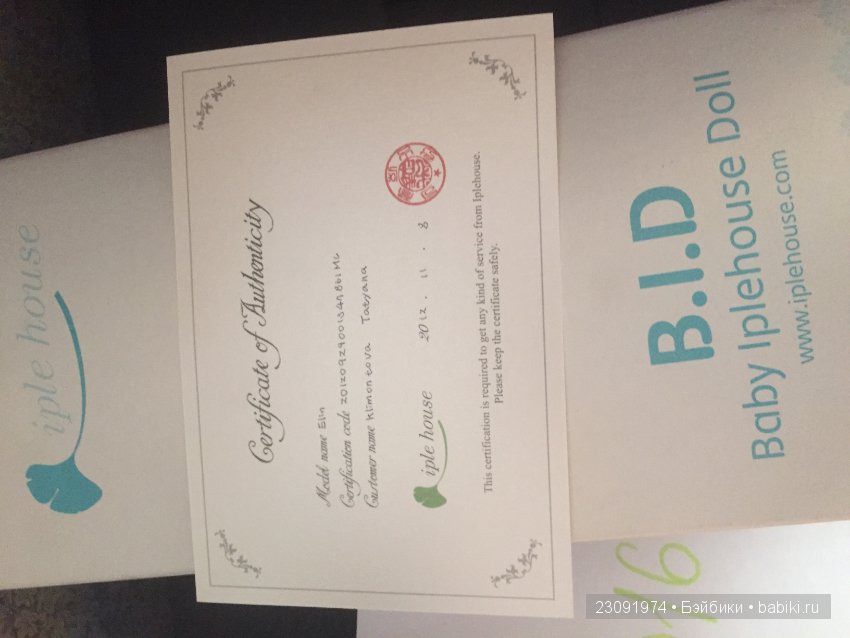 iple house
Certificate of Authenticity
Model name Elin
Certification code
Customer name Klimentova Tatyana
iple house 2012 . 11 . 8
This certification is required to get any kind of service from Iplehouse.
Please keep the certificate safely.
B.I.D
Baby Iplehouse Doll
www.iplehouse.com
23091974 • Бэйбики • babiki.ru